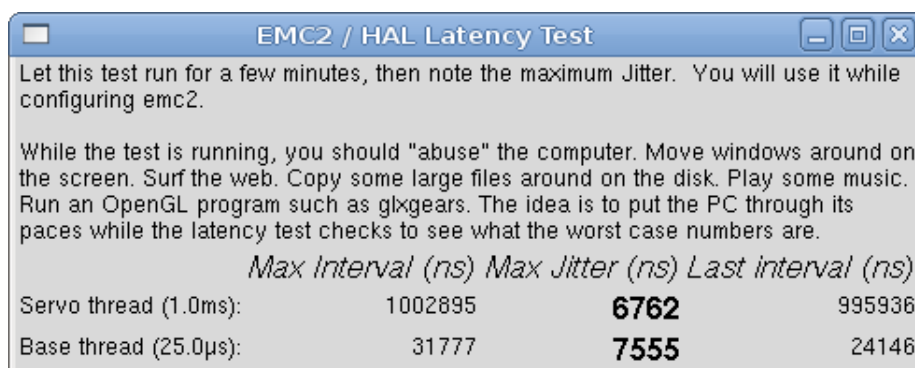 EMC2 / HAL Latency Test
Let this test run for a few minutes, then note the maximum Jitter.  You will use it while
configuring emc2.
While the test is running, you should "abuse" the computer. Move windows around on
the screen. Surf the web. Copy some large files around on the disk. Play some music.
Run an OpenGL program such as glxgears. The idea is to put the PC through its
paces while the latency test checks to see what the worst case numbers are.
Max Interval (ns) Max Jitter (ns) Last interval (ns)
Servo thread (1.0ms): 1002895 6762 995936
Base thread (25.0µs): 31777 7555 24146